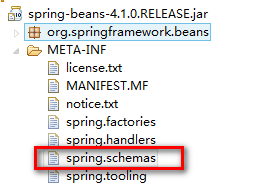 spring-beans-4.1.0.RELEASE.jar
org.springframework.beans
META-INF
license.txt
MANIFEST.MF
notice.txt
spring.factories
spring.handlers
spring.schemas
spring.tooling